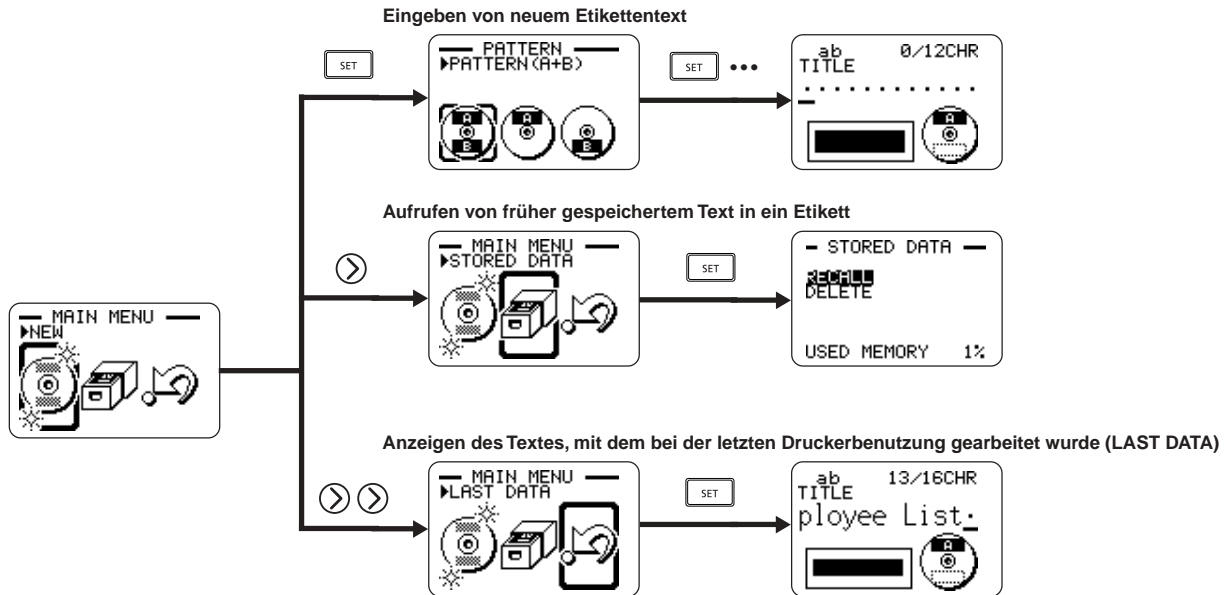 Eingeben von neuem Etikettentext
SET
PATTERN
PATTERN(A+B)
A
B
A
B
SET •••
ab 0/12CHR
TITLE
A
Aufrufen von früher gespeichertem Text in ein Etikett
MAIN MENU
STORED DATA
SET
STORED DATA
RECALL
DELETE
USED MEMORY 1%
MAIN MENU
NEW
Anzeigen des Textes, mit dem bei der letzten Druckerbenutzung gearbeitet wurde (LAST DATA)
MAIN MENU
LAST DATA
SET
ab 13/16CHR
TITLE
ployee List.
A